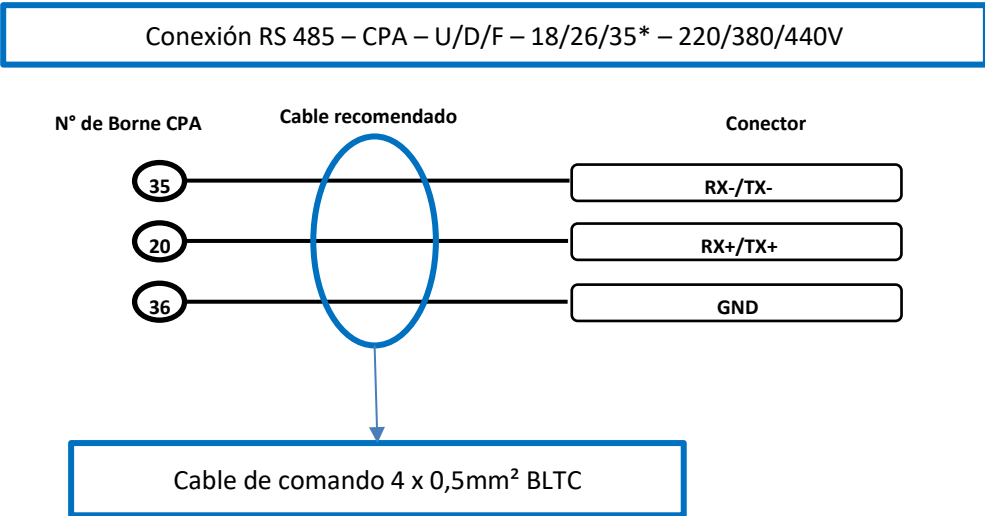 Conexión RS 485 – CPA – U/D/F – 18/26/35* – 220/380/440V
N° de Borne CPA
Cable recomendado
Conector
35
RX-/TX-
20
RX+/TX+
36
GND
Cable de comando 4 x 0,5mm² BLTC